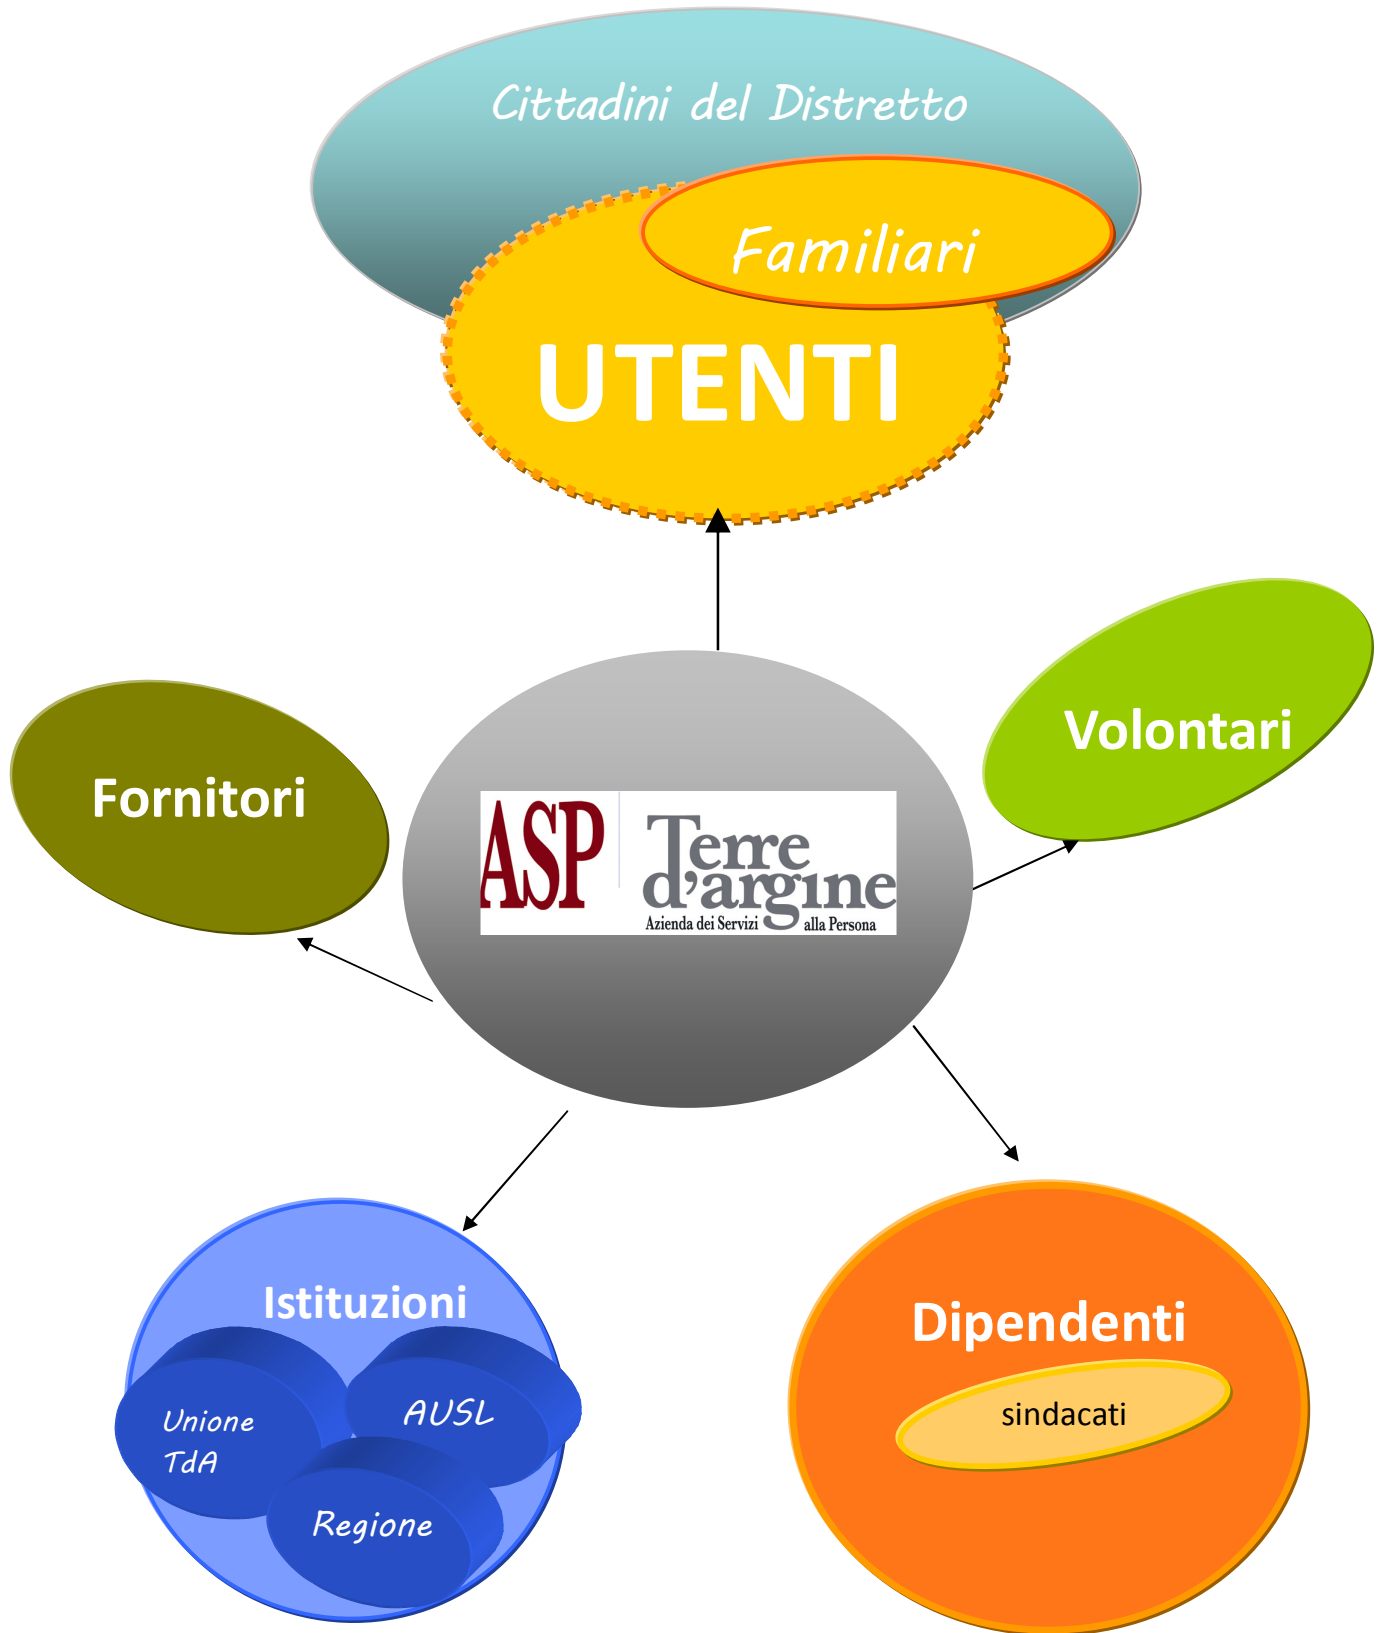 Cittadini del Distretto
Familiari
UTENTI
Volontari
Fornitori
ASP Terre
d'argine
Azienda dei Servizi alla Persona
Istituzioni
Dipendenti
sindacati
AUSL
Unione
TdA
Regione